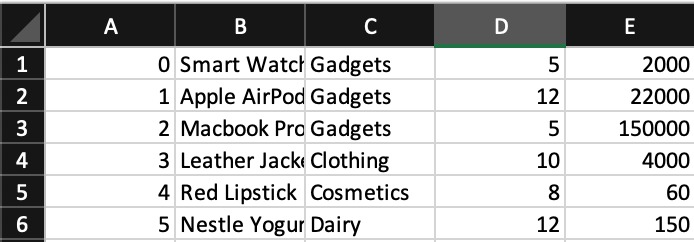 A B C D E
1 0 Smart Watch Gadgets 5 2000
2 1 Apple AirPod Gadgets 12 22000
3 2 Macbook Pro Gadgets 5 150000
4 3 Leather Jacke Clothing 10 4000
5 4 Red Lipstick Cosmetics 8 60
6 5 Nestle Yogur Dairy 12 150